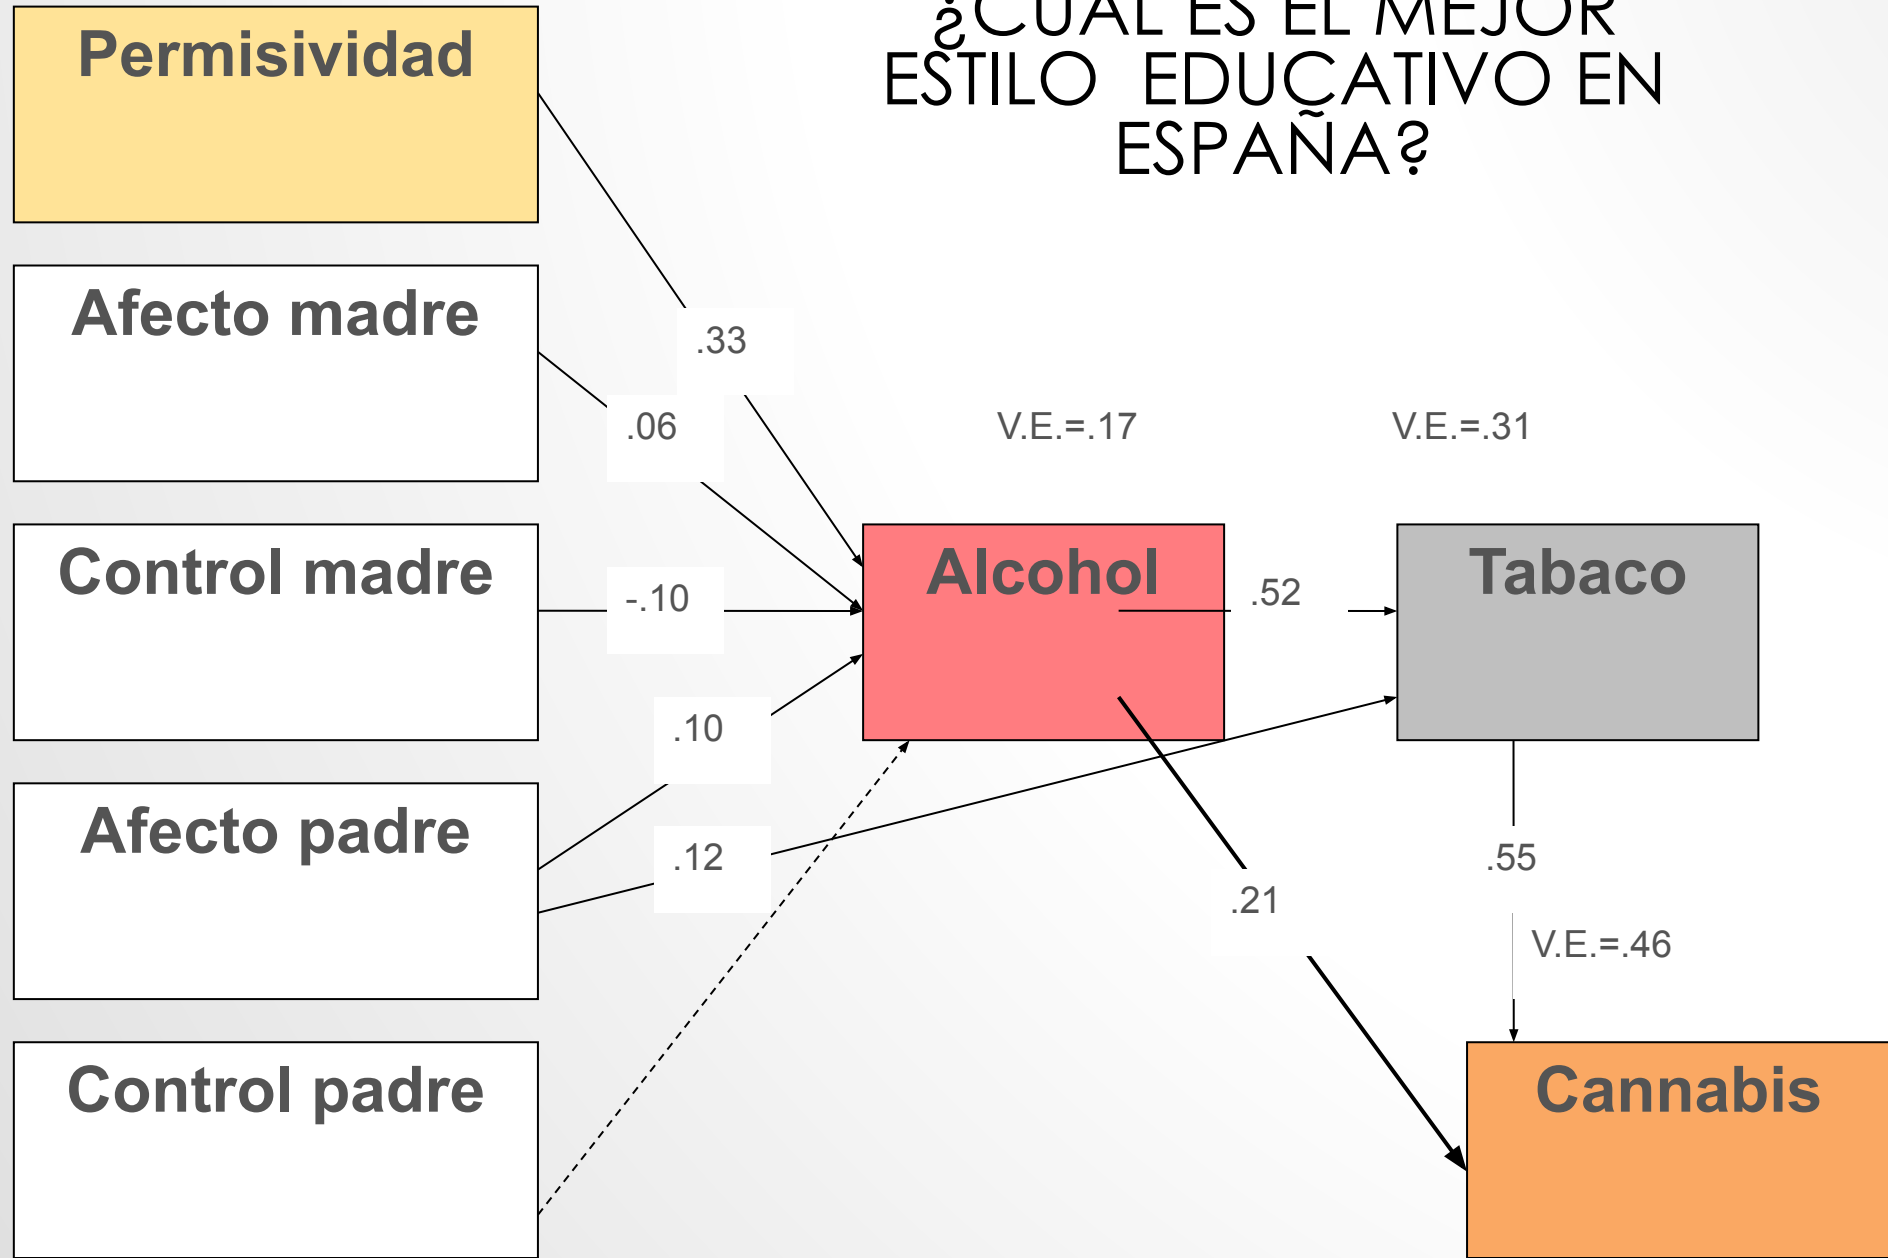 ¿CUÁL ES EL MEJOR
ESTILO EDUCATIVO EN
ESPAÑA?
Permisividad
Afecto madre
.33
.06
V.E.=.17
V.E.=.31
Control madre
-.10
Alcohol
.52
Tabaco
.10
Afecto padre
.12
.55
.21
V.E.=.46
Control padre
Cannabis